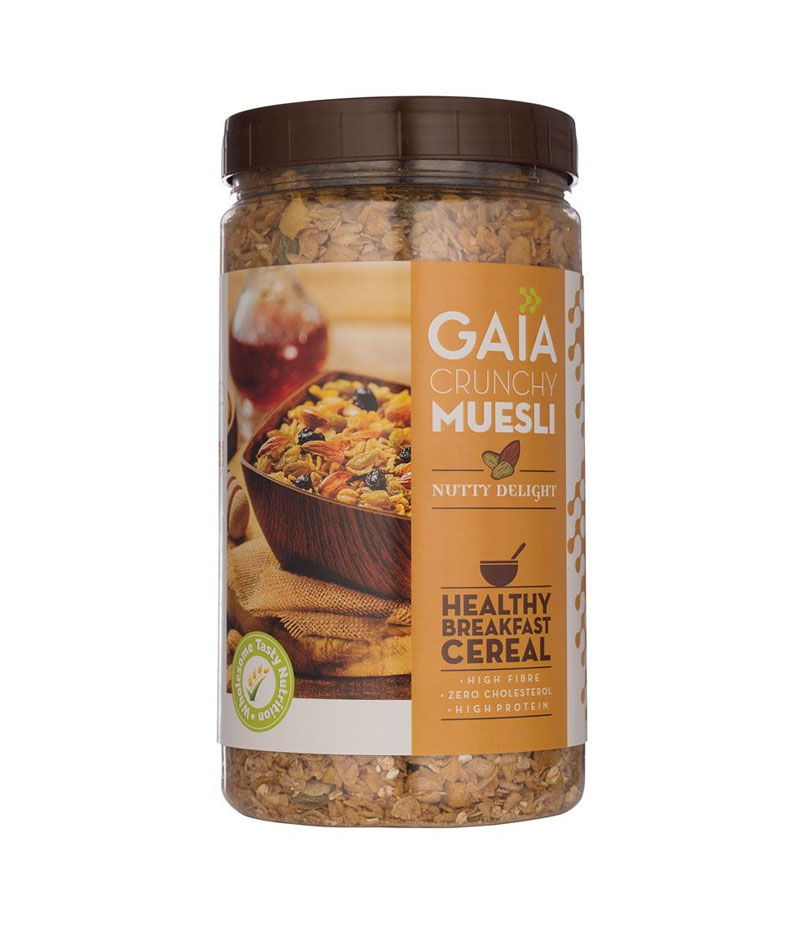 GAIA
CRUNCHY
MUESLI
NUTTY DELIGHT
HEALTHY
BREAKFAST
CEREAL
• HIGH FIBRE
• ZERO CHOLESTEROL
• HIGH PROTEIN
• Wholesome Tasty Nutrition •